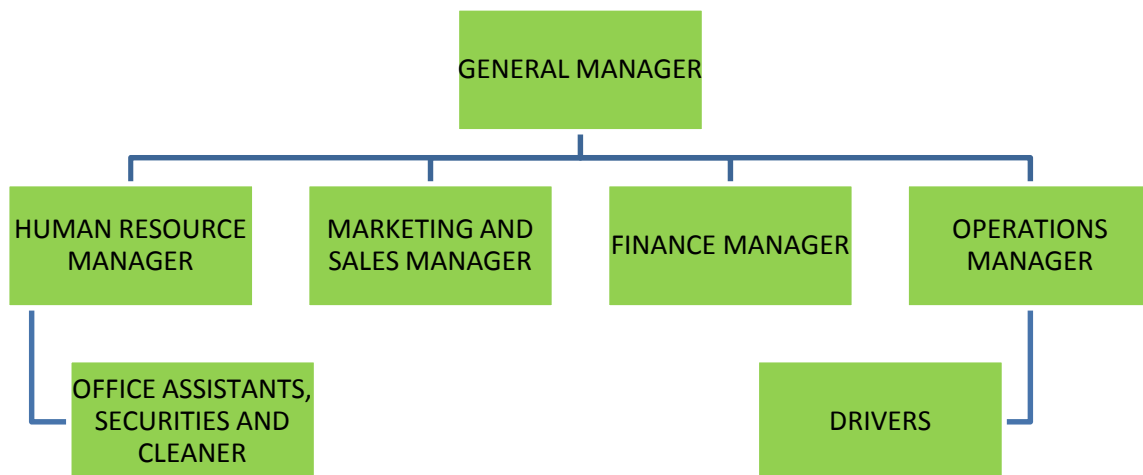 GENERAL MANAGER
HUMAN RESOURCE
MANAGER
MARKETING AND
SALES MANAGER
FINANCE MANAGER
OPERATIONS
MANAGER
OFFICE ASSISTANTS,
SECURITIES AND
CLEANER
DRIVERS